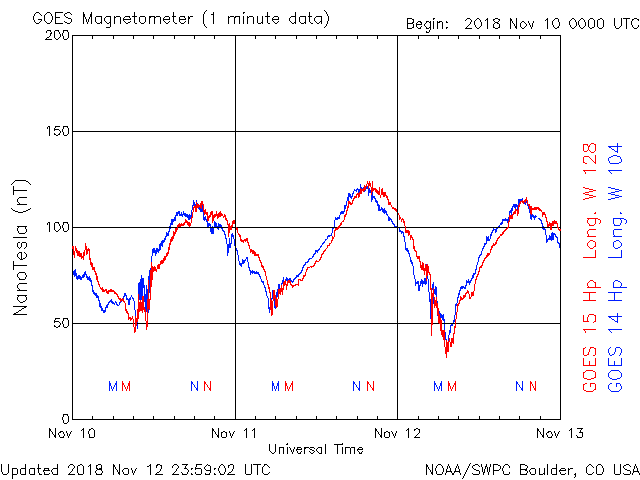 GOES Magnetometer (1 minute data)
Begin: 2018 Nov 10 0000 UTC
200
150
100
50
0
NanoTesla (nT)
M M N N M M N N M M N N
Nov 10 Nov 11 Nov 12 Nov 13
Universal Time
GOES 15 Hp Long. W 128
GOES 14 Hp Long. W 104
Updated 2018 Nov 12 23:59:02 UTC
NOAA/SWPC Boulder, CO USA